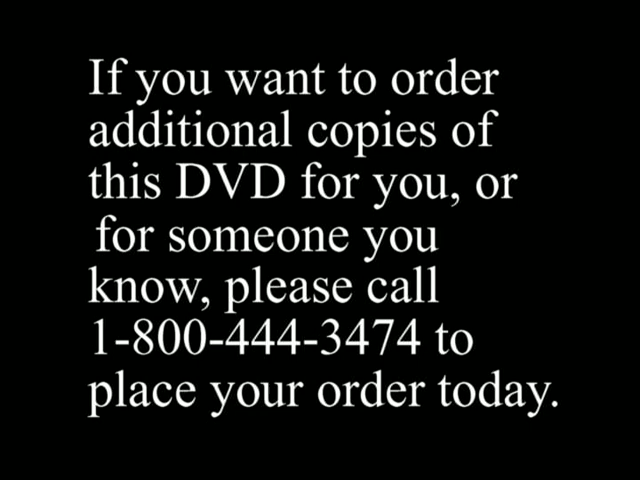 If you want to order
additional copies of
this DVD for you, or
for someone you
know, please call
1-800-444-3474 to
place your order today.